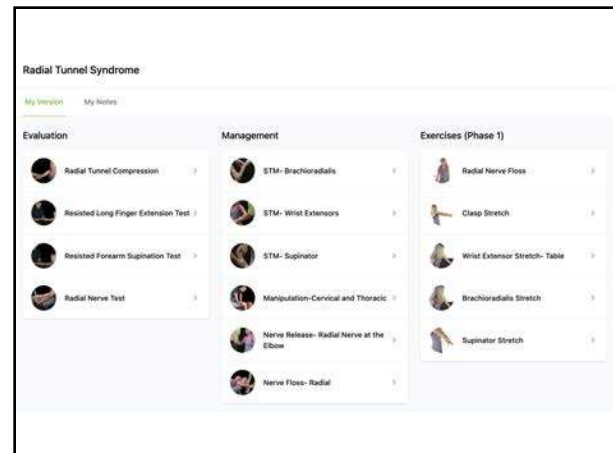 Radial Tunnel Syndrome
My Version
My Notes
Evaluation
Radial Tunnel Compression
Resisted Long Finger Extension Test
Resisted Forearm Supination Test
Radial Nerve Test
Management
STM- Brachioradialis
STM- Wrist Extensors
STM- Supinator
Manipulation-Cervical and Thoracic
Nerve Release- Radial Nerve at the
Elbow
Nerve Floss- Radial
Exercises (Phase 1)
Radial Nerve Floss
Clasp Stretch
Wrist Extensor Stretch- Table
Brachioradialis Stretch
Supinator Stretch